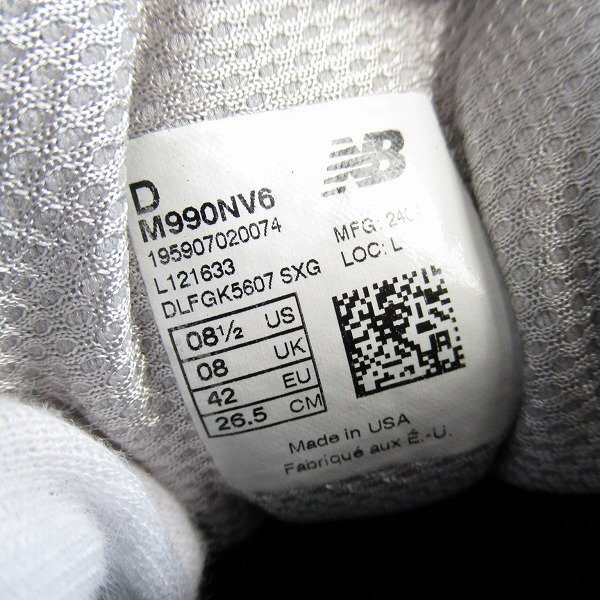 D
NB
M990NV6
195907020074
L121633
DLFGK5607 SXG
MFG: 240
LOC: L
08½ US
08 UK
42 EU
26.5 CM
Made in USA
Fabriqué aux É.-U.